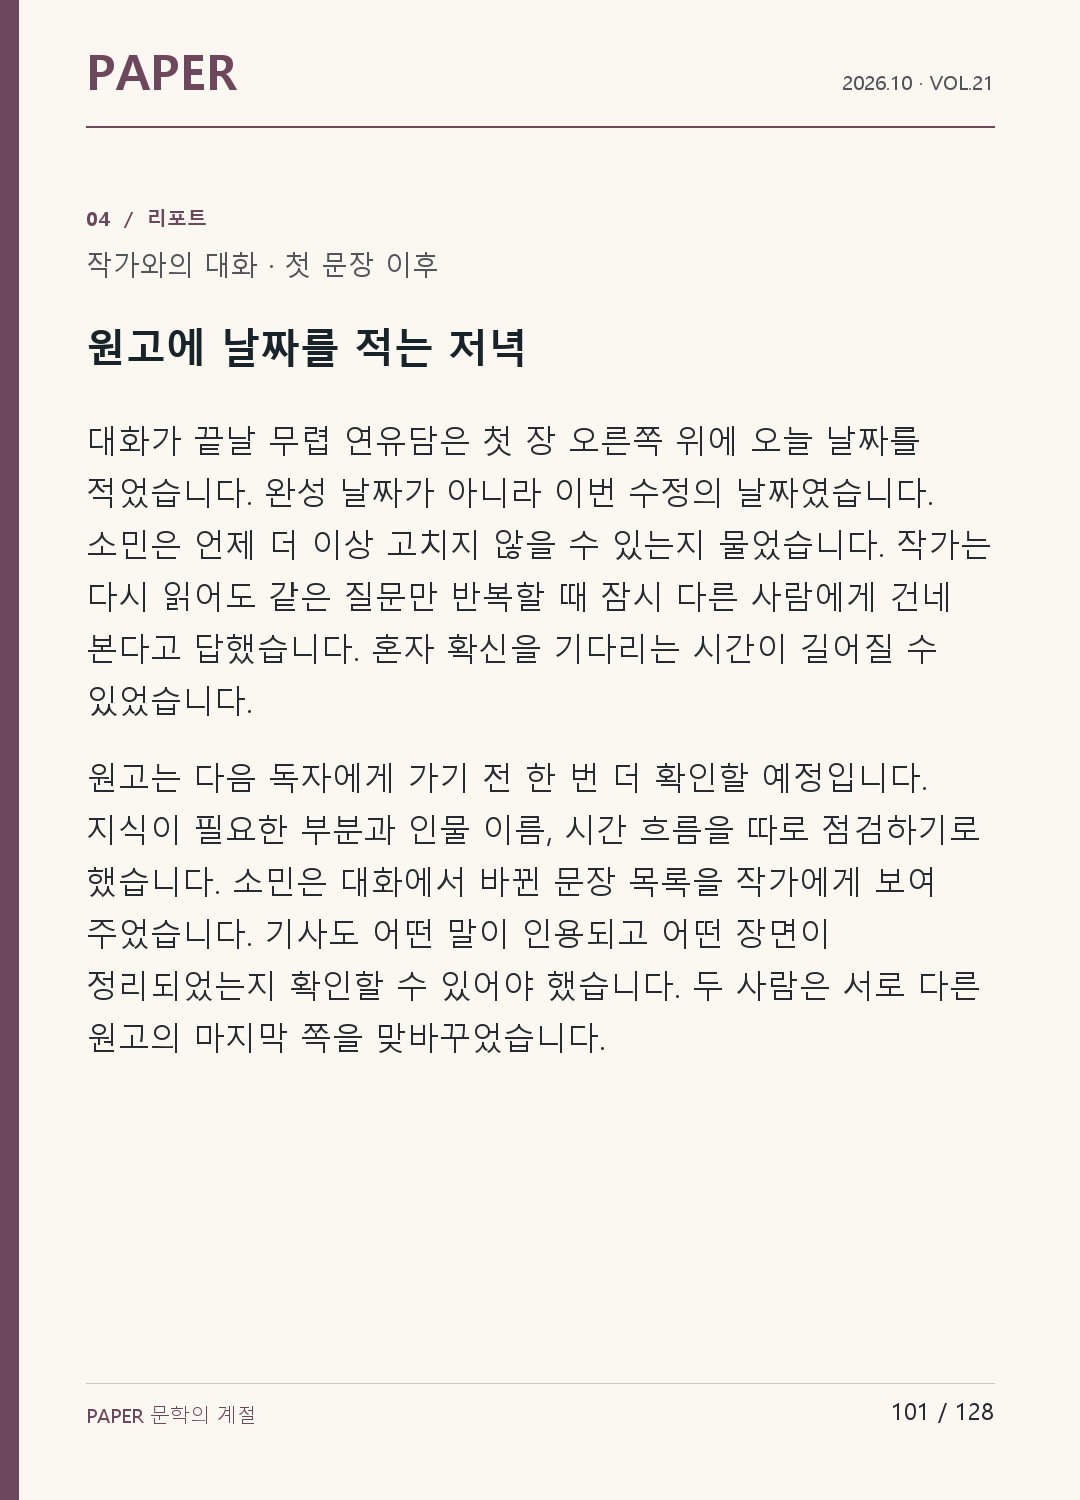 PAPER
2026.10 · VOL.21
04 / 리포트
작가와의 대화 · 첫 문장 이후
원고에 날짜를 적는 저녁
대화가 끝날 무렵 연유담은 첫 장 오른쪽 위에 오늘 날짜를
적었습니다. 완성 날짜가 아니라 이번 수정의 날짜였습니다.
소민은 언제 더 이상 고치지 않을 수 있는지 물었습니다. 작가는
다시 읽어도 같은 질문만 반복할 때 잠시 다른 사람에게 건네
본다고 답했습니다. 혼자 확신을 기다리는 시간이 길어질 수
있었습니다.
원고는 다음 독자에게 가기 전 한 번 더 확인할 예정입니다.
지식이 필요한 부분과 인물 이름, 시간 흐름을 따로 점검하기로
했습니다. 소민은 대화에서 바뀐 문장 목록을 작가에게 보여
주었습니다. 기사도 어떤 말이 인용되고 어떤 장면이
정리되었는지 확인할 수 있어야 했습니다. 두 사람은 서로 다른
원고의 마지막 쪽을 맞바꾸었습니다.
PAPER 문학의 계절
101 / 128